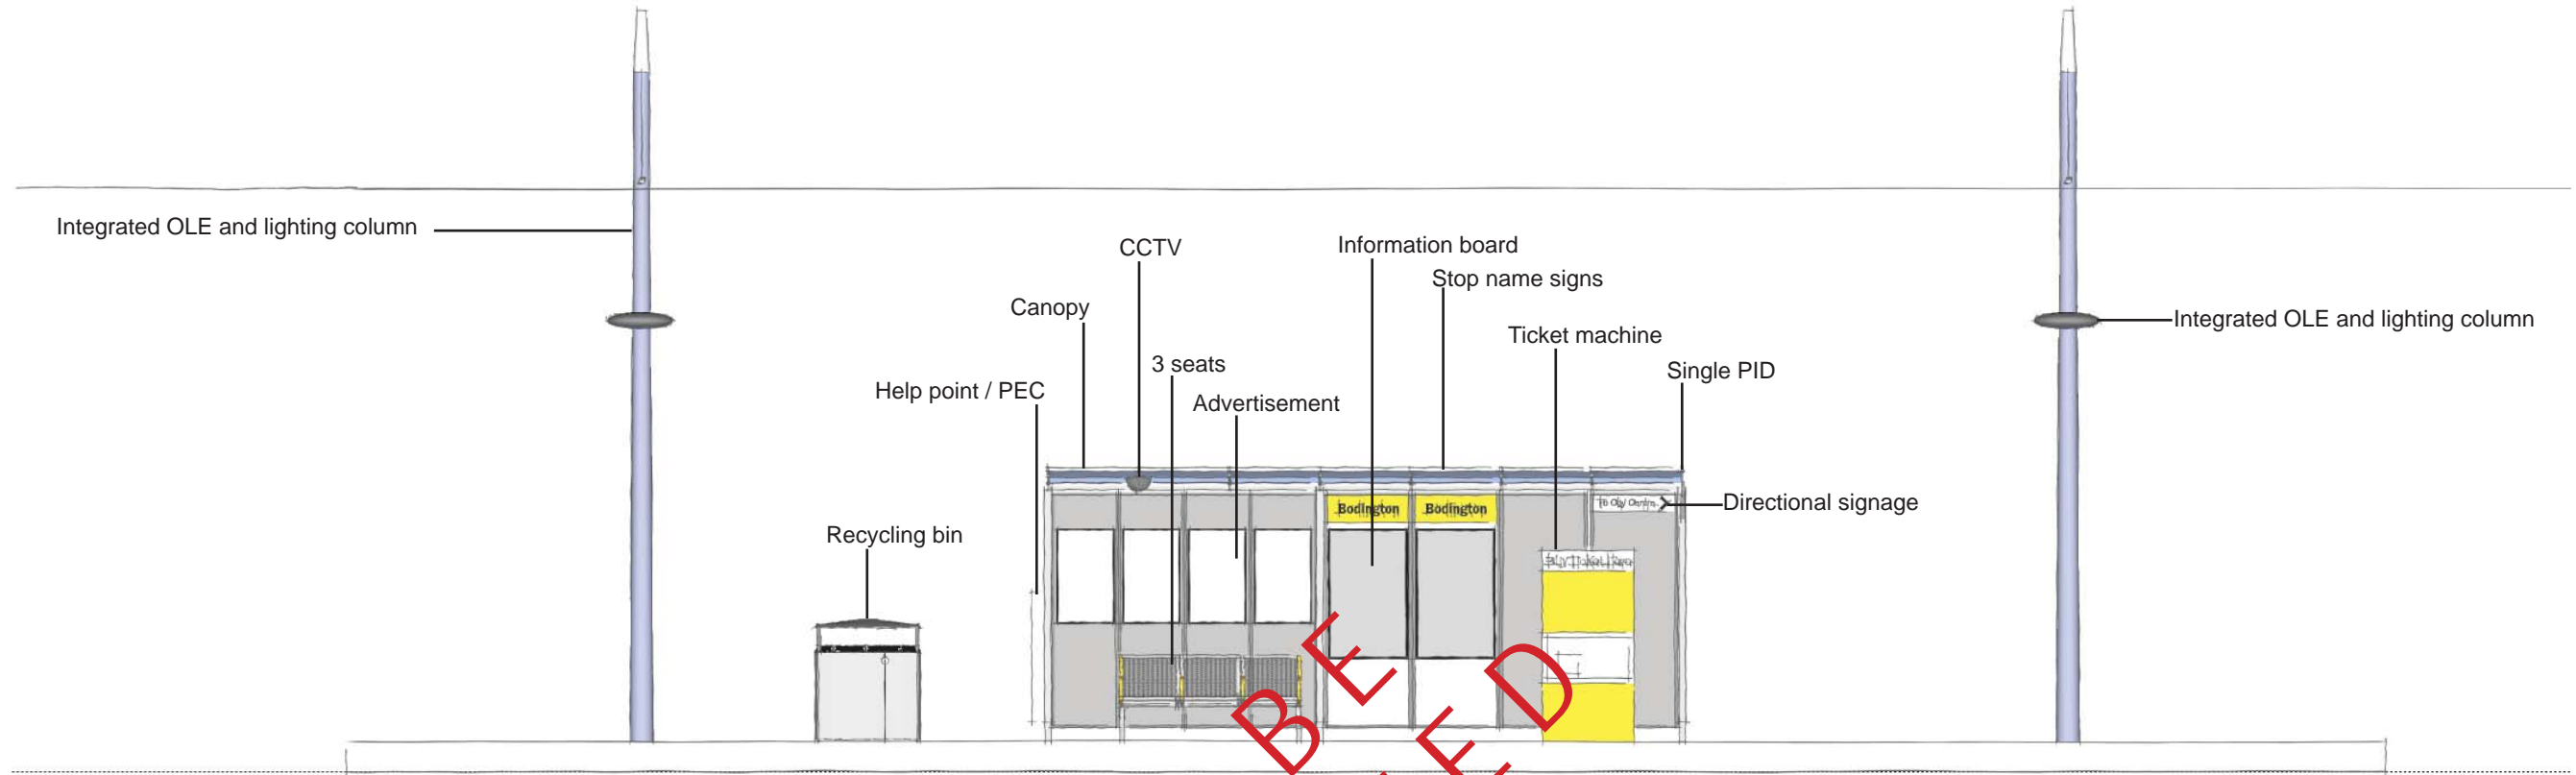 Integrated OLE and lighting column
CCTV
Information board
Stop name signs
Canopy
Integrated OLE and lighting column
Ticket machine
3 seats
Single PID
Help point / PEC
Advertisement
Directional signage
Bodington
Bodington
Recycling bin
B E
E D